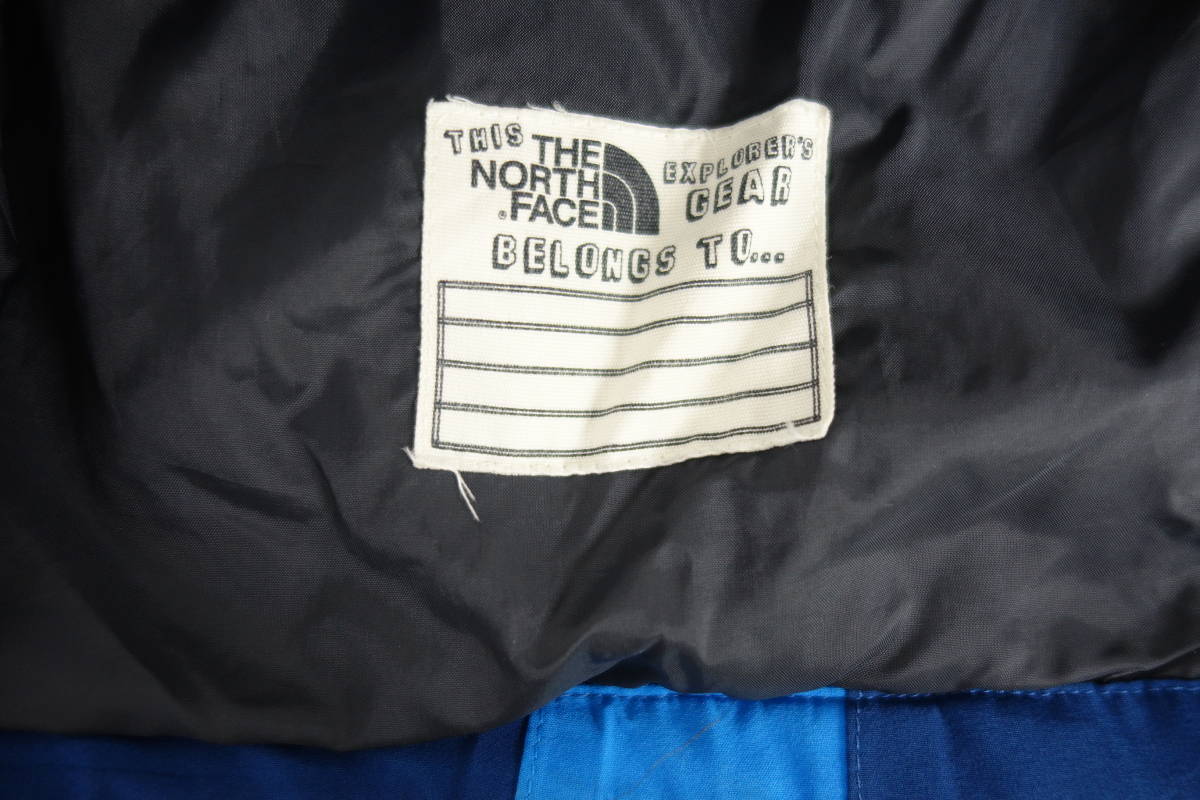 THIS
THE
NORTH
FACE
EXPLORER'S
GEAR
BELONGS TO...